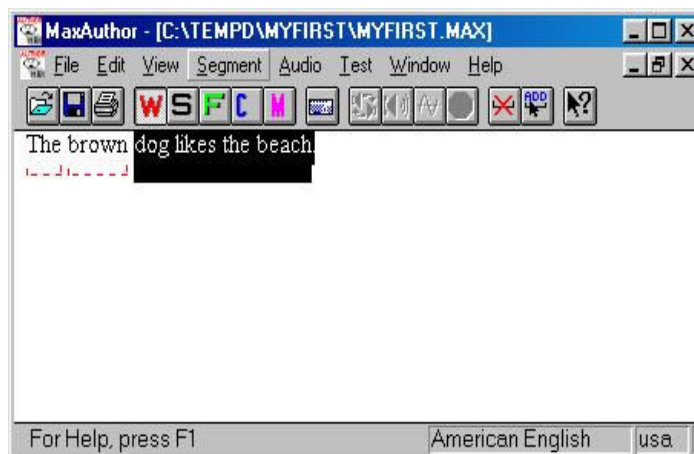 MaxAuthor - [C:\TEMPD\MYFIRST\MYFIRST.MAX]
File Edit View Segment Audio Test Window Help
W S F C M ADD ?
The brown dog likes the beach.
For Help, press F1 American English usa